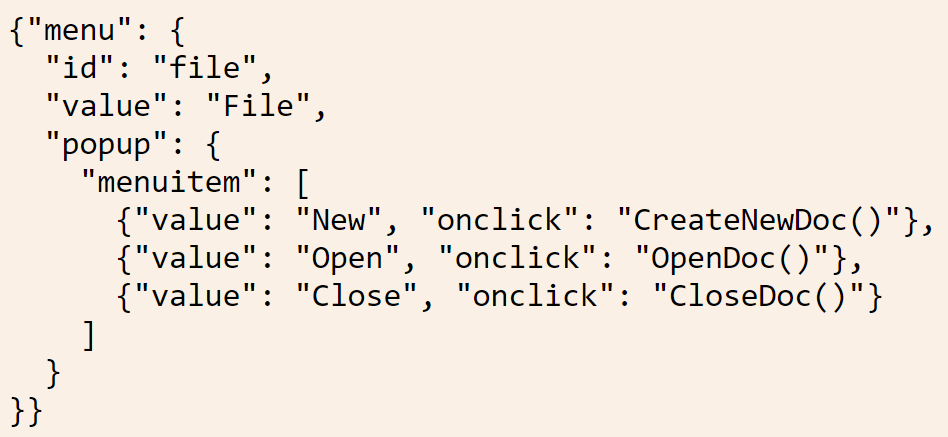 {"menu": {
  "id": "file",
  "value": "File",
  "popup": {
    "menuitem": [
      {"value": "New", "onclick": "CreateNewDoc()"},
      {"value": "Open", "onclick": "OpenDoc()"},
      {"value": "Close", "onclick": "CloseDoc()"}
    ]
  }
}}